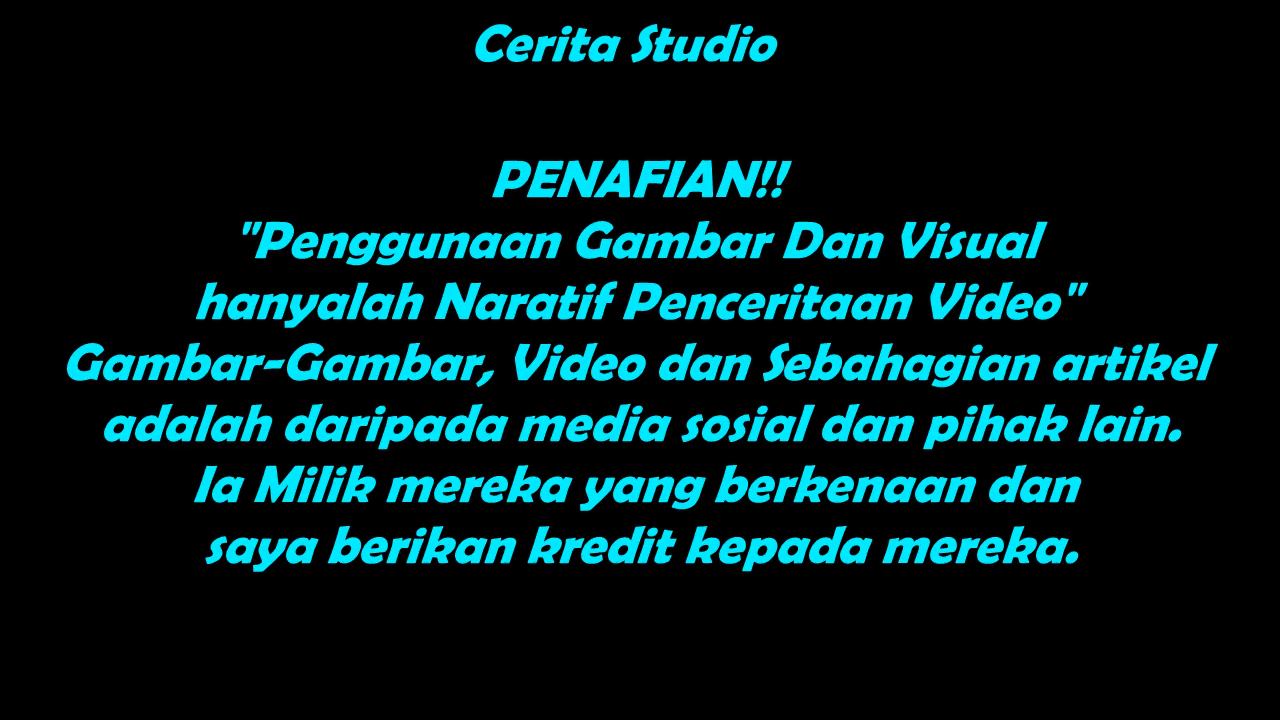 Cerita Studio
PENAFIAN!!
"Penggunaan Gambar Dan Visual
hanyalah Naratif Penceritaan Video"
Gambar-Gambar, Video dan Sebahagian artikel
adalah daripada media sosial dan pihak lain.
Ia Milik mereka yang berkenaan dan
saya berikan kredit kepada mereka.